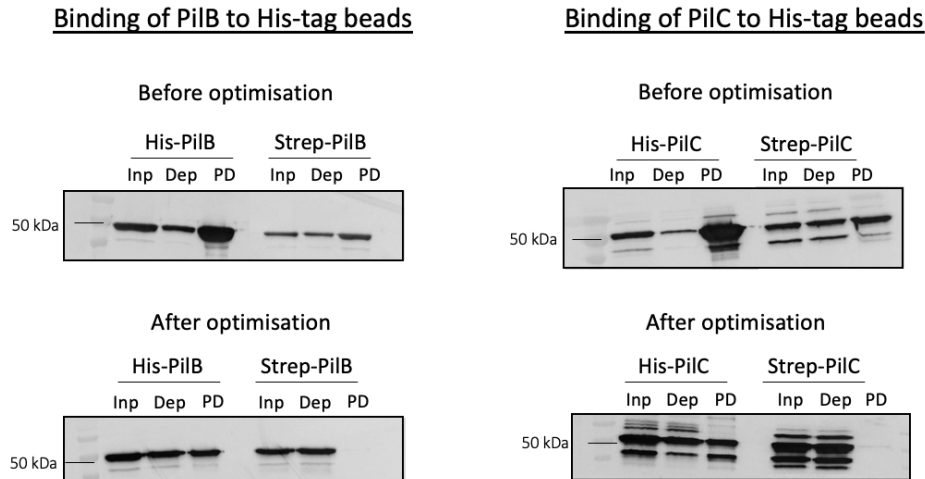 Binding of PilB to His-tag beads
Before optimisation
His-PilB Strep-PilB
Inp Dep PD Inp Dep PD
50 kDa
After optimisation
His-PilB Strep-PilB
Inp Dep PD Inp Dep PD
50 kDa
Binding of PilC to His-tag beads
Before optimisation
His-PilC Strep-PilC
Inp Dep PD Inp Dep PD
50 kDa
After optimisation
His-PilC Strep-PilC
Inp Dep PD Inp Dep PD
50 kDa